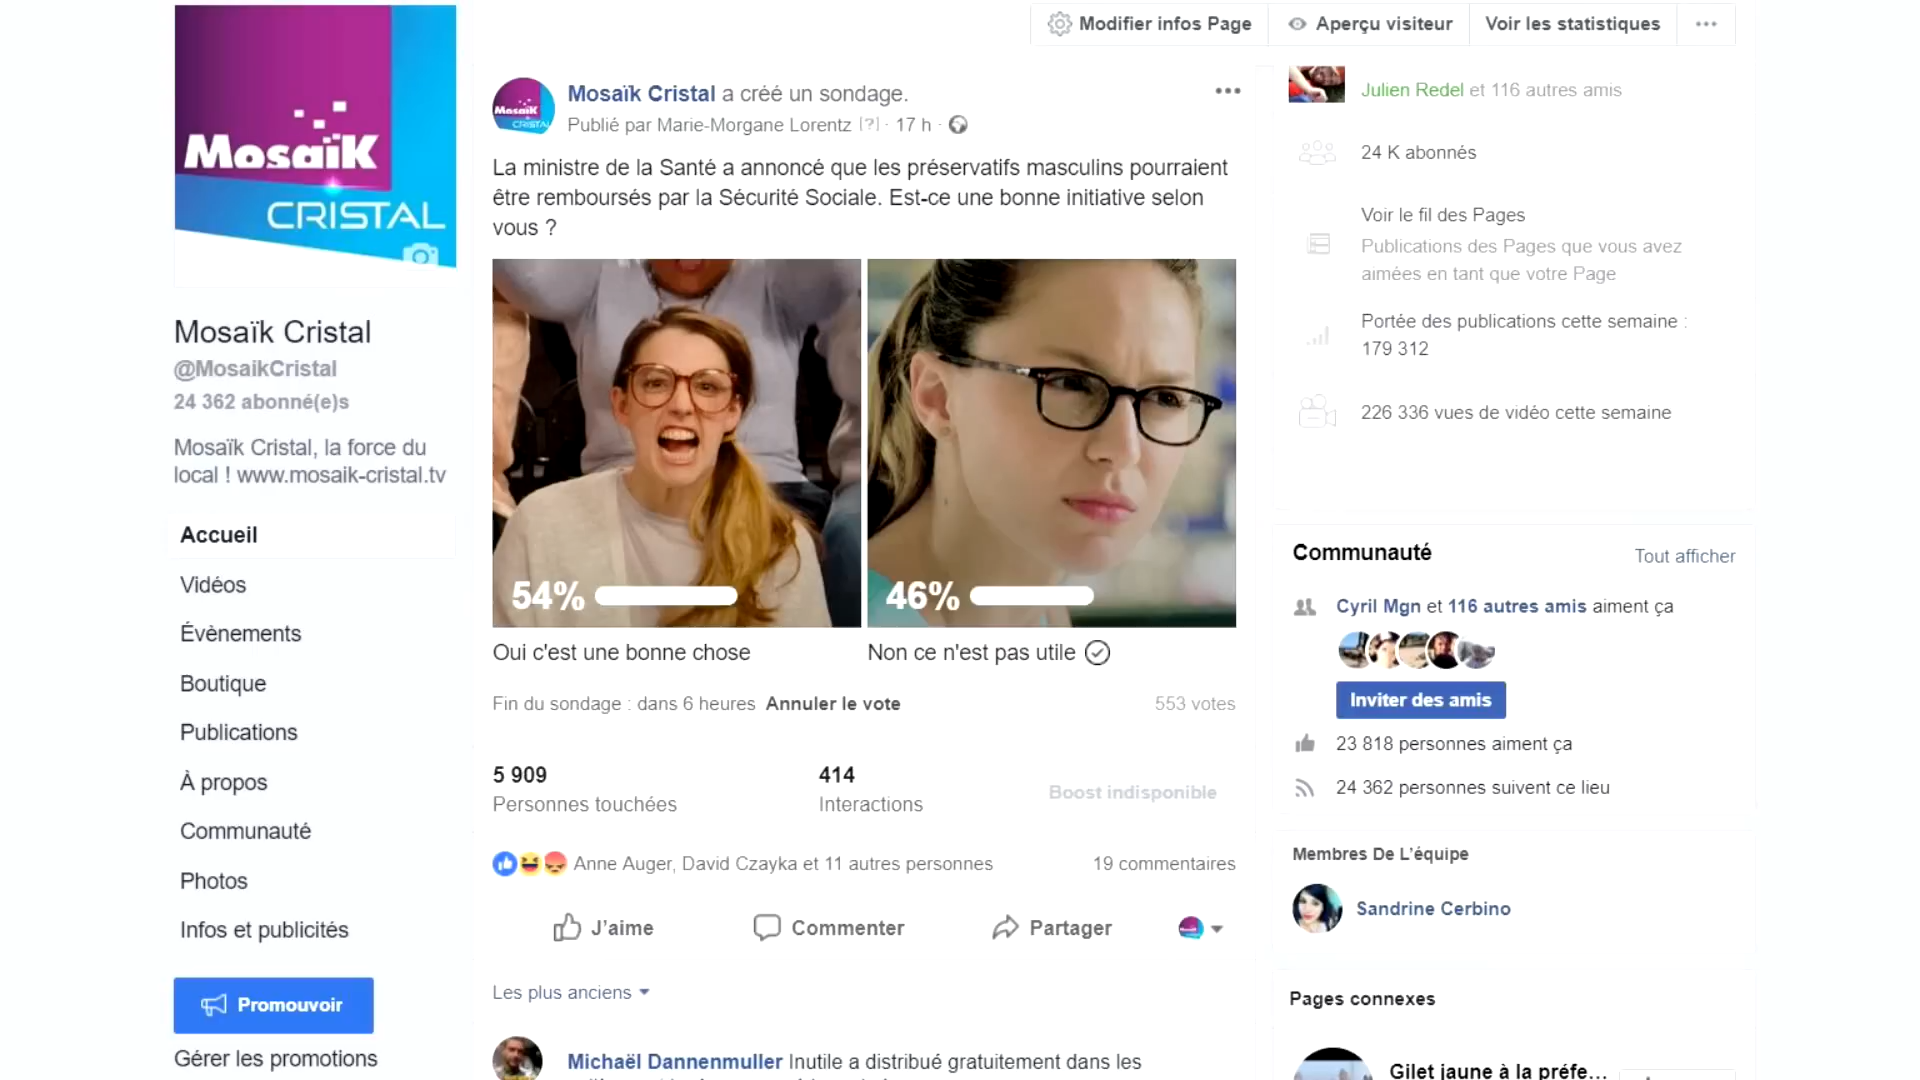 Modifier infos Page
Aperçu visiteur
Voir les statistiques
MosaïK
CRISTAL
Mosaïk Cristal
@MosaikCristal
24 362 abonné(e)s
Mosaïk Cristal, la force du
local ! www.mosaik-cristal.tv
Accueil
Vidéos
Évènements
Boutique
Publications
À propos
Communauté
Photos
Infos et publicités
Promouvoir
Gérer les promotions
MosaïK
CRISTAL
Mosaïk Cristal a créé un sondage.
Publié par Marie-Morgane Lorentz [?] · 17 h ·
La ministre de la Santé a annoncé que les préservatifs masculins pourraient
être remboursés par la Sécurité Sociale. Est-ce une bonne initiative selon
vous ?
54%
46%
Oui c'est une bonne chose
Non ce n'est pas utile
Fin du sondage : dans 6 heures Annuler le vote
553 votes
5 909
Personnes touchées
414
Interactions
Boost indisponible
Anne Auger, David Czayka et 11 autres personnes
19 commentaires
J'aime
Commenter
Partager
Les plus anciens
Michaël Dannenmuller Inutile a distribué gratuitement dans les
Julien Redel et 116 autres amis
24 K abonnés
Voir le fil des Pages
Publications des Pages que vous avez
aimées en tant que votre Page
Portée des publications cette semaine :
179 312
226 336 vues de vidéo cette semaine
Communauté
Tout afficher
Cyril Mgn et 116 autres amis aiment ça
Inviter des amis
23 818 personnes aiment ça
24 362 personnes suivent ce lieu
Membres De L'équipe
Sandrine Cerbino
Pages connexes
Gilet jaune à la préfe...